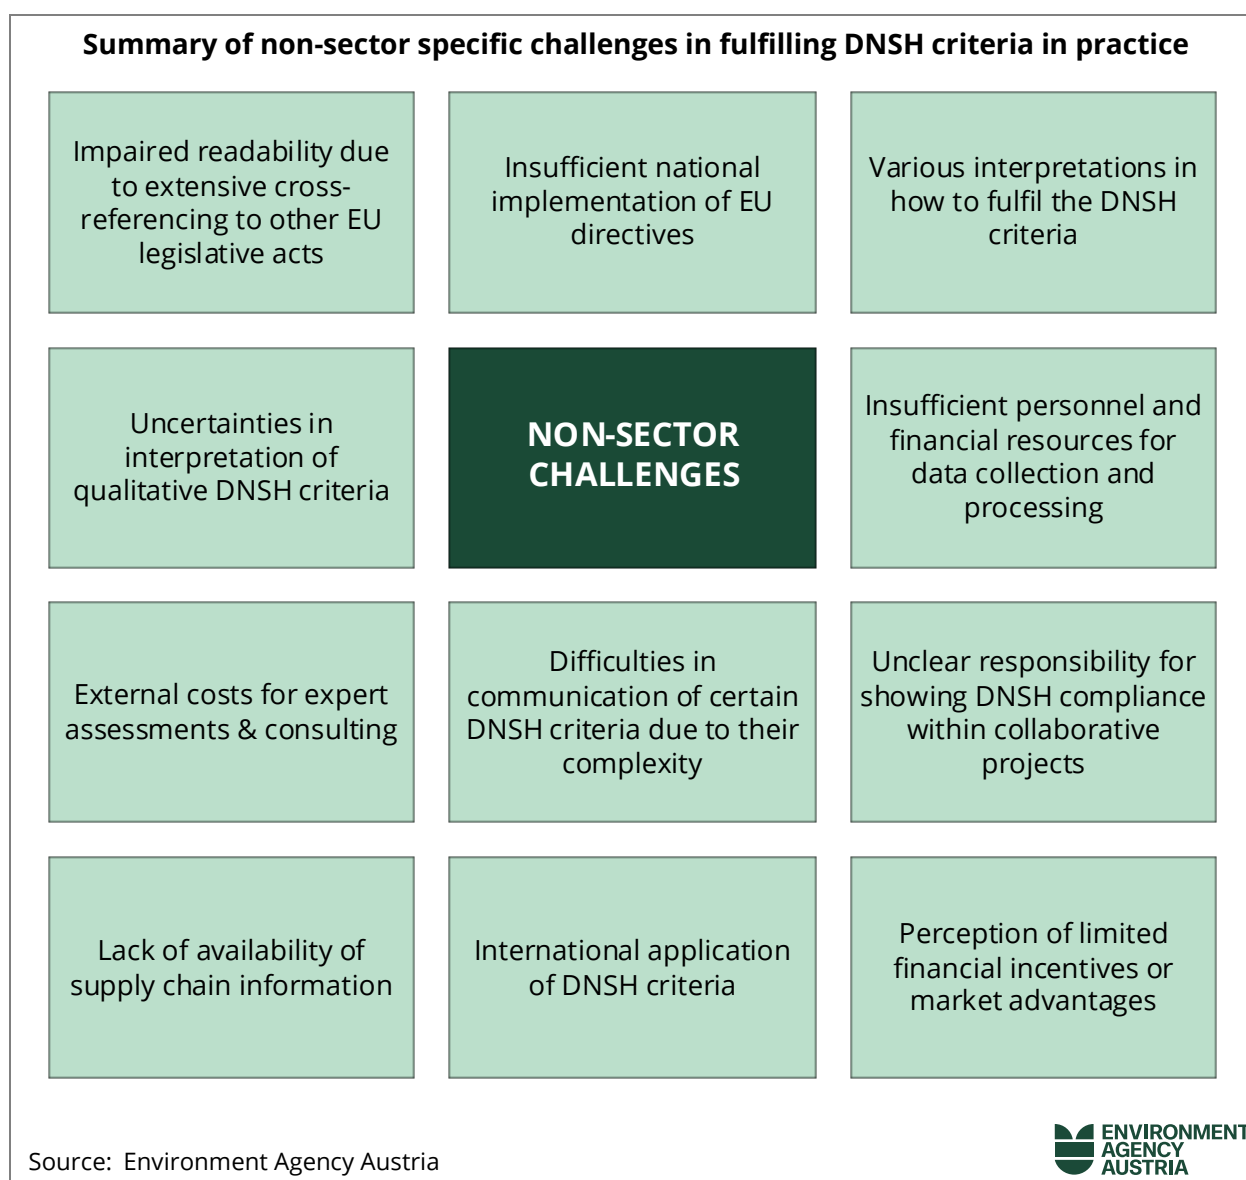 Summary of non-sector specific challenges in fulfilling DNSH criteria in practice
Impaired readability due
to extensive cross-
referencing to other EU
legislative acts
Insufficient national
implementation of EU
directives
Various interpretations in
how to fulfil the DNSH
criteria
Uncertainties in
interpretation of
qualitative DNSH criteria
NON-SECTOR
CHALLENGES
Insufficient personnel and
financial resources for
data collection and
processing
External costs for expert
assessments & consulting
Difficulties in
communication of certain
DNSH criteria due to their
complexity
Unclear responsibility for
showing DNSH compliance
within collaborative
projects
Lack of availability of
supply chain information
International application
of DNSH criteria
Perception of limited
financial incentives or
market advantages
Source: Environment Agency Austria
ENVIRONMENT
AGENCY
AUSTRIA